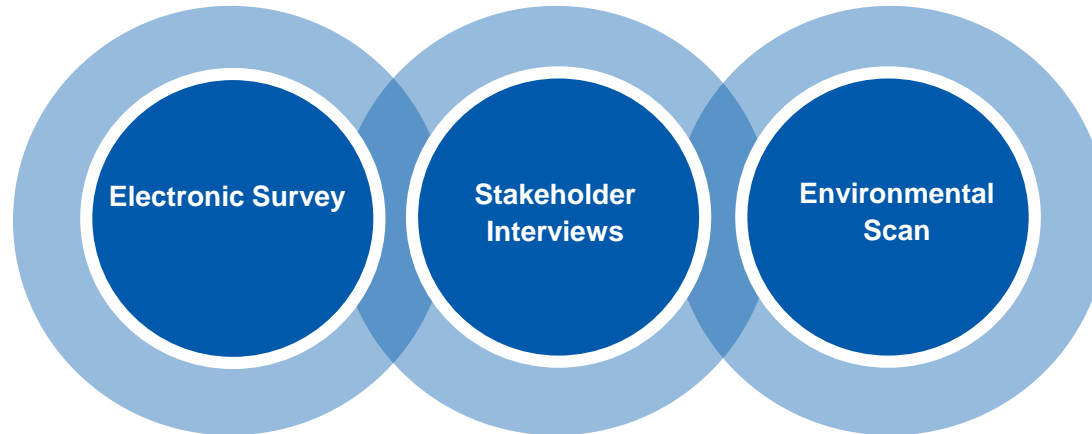 Electronic Survey
Stakeholder
Interviews
Environmental
Scan